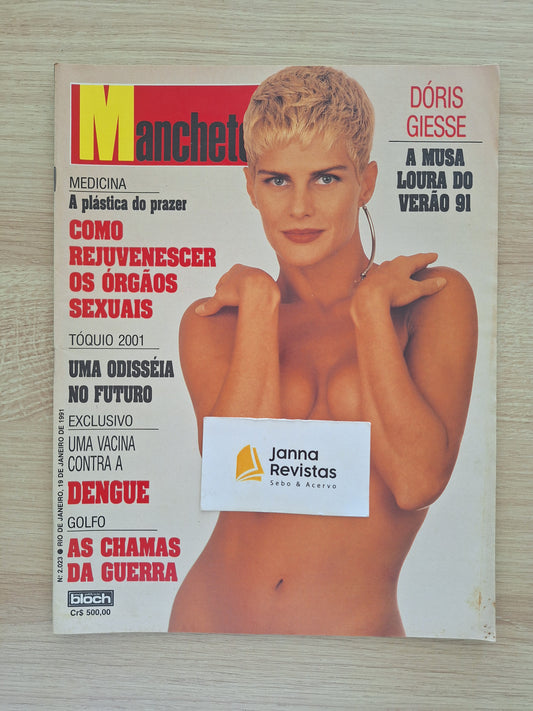 Manchete
DÓRIS
GIESSE
A MUSA
LOURA DO
VERÃO 91
MEDICINA
A plástica do prazer
COMO
REJUVENESCER
OS ÓRGÃOS
SEXUAIS
TÓQUIO 2001
UMA ODISSÉIA
NO FUTURO
EXCLUSIVO
UMA VACINA
CONTRA A
DENGUE
GOLFO
AS CHAMAS
DA GUERRA
Nº 2.023 ● RIO DE JANEIRO, 19 DE JANEIRO DE 1991
bloch
Cr$ 500,00
Janna
Revistas
Sebo & Acervo